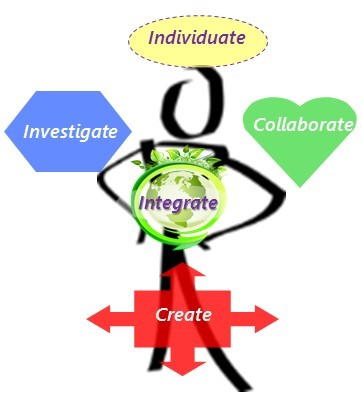 Individuate
Investigate
Collaborate
Integrate
Create